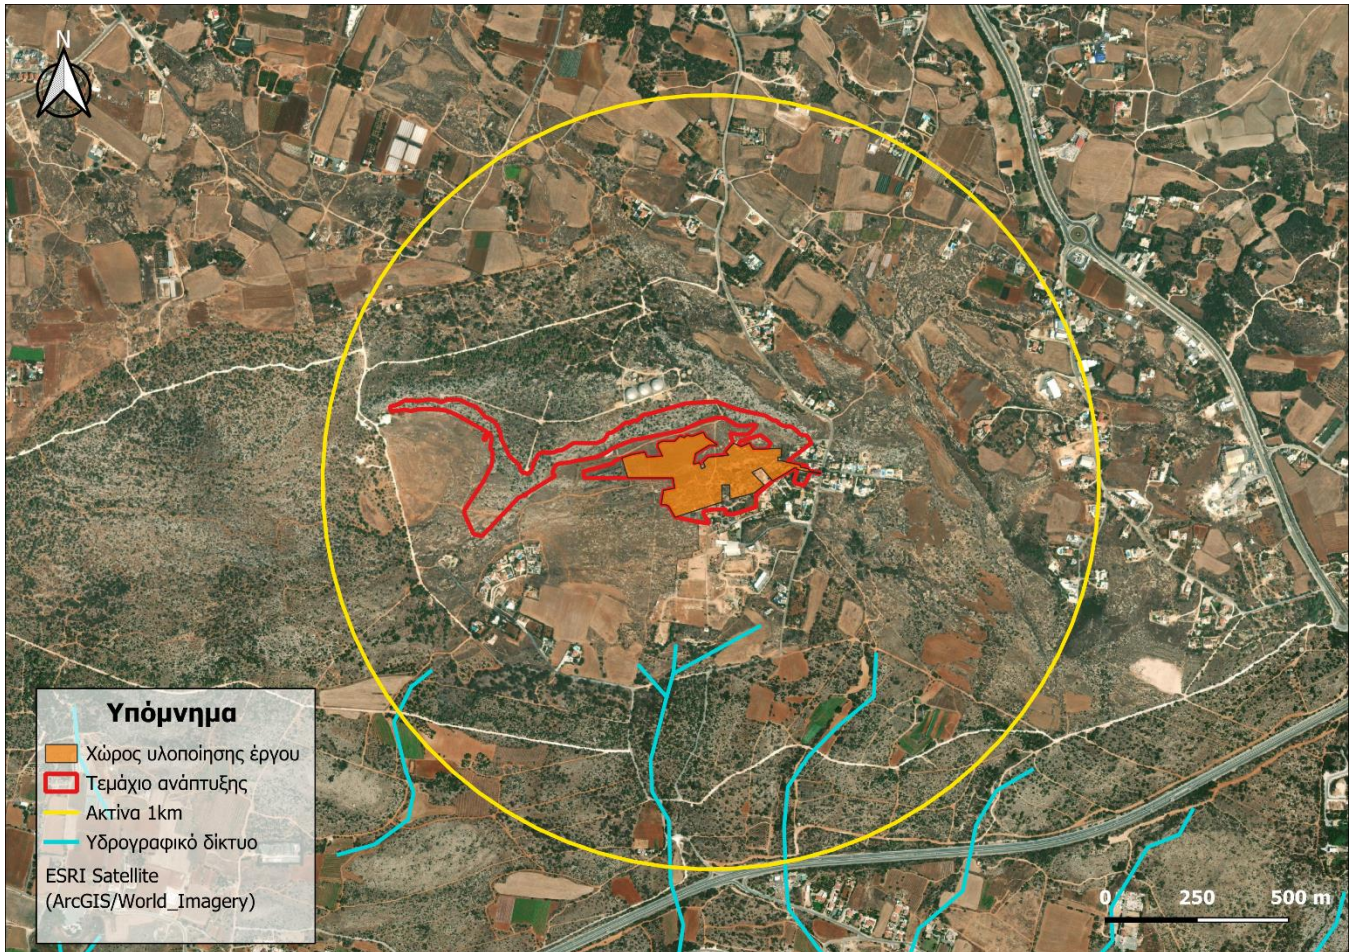 N
Υπόμνημα
Χώρος υλοποίησης έργου
Τεμάχιο ανάπτυξης
Ακτίνα 1km
Υδρογραφικό δίκτυο
ESRI Satellite
(ArcGIS/World_Imagery)
0 250 500 m